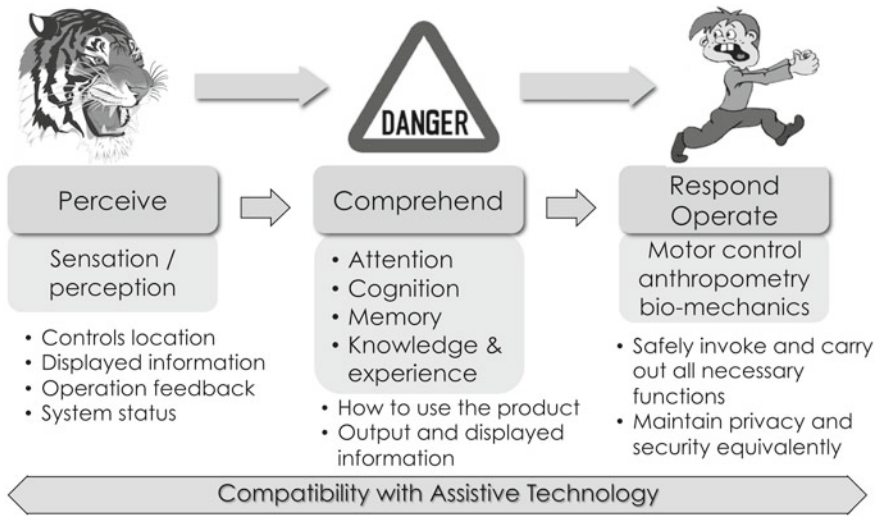 DANGER
Perceive
Sensation /
perception
• Controls location
• Displayed information
• Operation feedback
• System status
Comprehend
• Attention
• Cognition
• Memory
• Knowledge &
experience
• How to use the product
• Output and displayed
information
Respond
Operate
Motor control
anthropometry
bio-mechanics
• Safely invoke and carry
out all necessary
functions
• Maintain privacy and
security equivalently
Compatibility with Assistive Technology